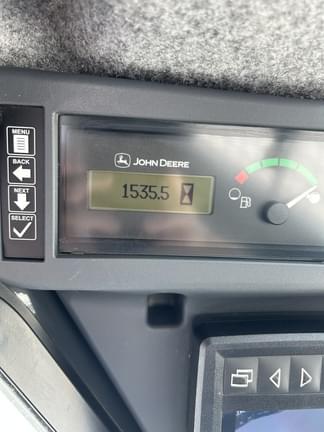 MENU
BACK
NEXT
SELECT
JOHN DEERE
1535.5